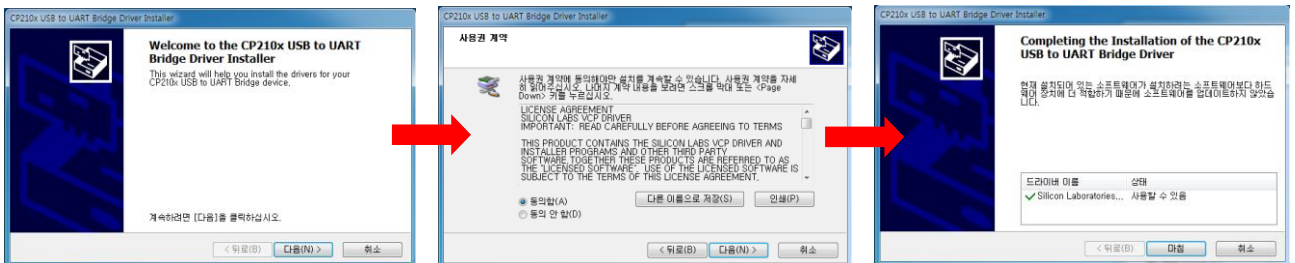 CP210x USB to UART Bridge Driver Installer
Welcome to the CP210x USB to UART
Bridge Driver Installer
This wizard will help you install the drivers for your
CP210x USB to UART Bridge device.
계속하려면 [다음]을 클릭하십시오.
< 뒤로(B)
다음(N) >
취소
CP210x USB to UART Bridge Driver Installer
사용권 계약
사용권 계약에 동의해야만 설치를 계속할 수 있습니다. 사용권 계약을 자세
히 읽어주십시오. 나머지 계약 내용을 보려면 스크롤 막대 또는 <Page
Down> 키를 누르십시오.
LICENSE AGREEMENT
SILICON LABS VCP DRIVER
IMPORTANT: READ CAREFULLY BEFORE AGREEING TO TERMS
THIS PRODUCT CONTAINS THE SILICON LABS VCP DRIVER AND
INSTALLER PROGRAMS AND OTHER THIRD PARTY
SOFTWARE. TOGETHER THESE PRODUCTS ARE REFERRED TO AS
THE "LICENSED SOFTWARE". USE OF THE LICENSED SOFTWARE IS
SUBJECT TO THE TERMS OF THIS LICENSE AGREEMENT.
동의함(A)
동의 안 함(D)
다른 이름으로 저장(S)
인쇄(P)
< 뒤로(B)
다음(N) >
취소
CP210x USB to UART Bridge Driver Installer
Completing the Installation of the CP210x
USB to UART Bridge Driver
현재 설치되어 있는 소프트웨어가 설치하려는 소프트웨어보다 하드
웨어 장치에 더 적합하기 때문에 소프트웨어를 업데이트하지 않았습
니다.
드라이버 이름
상태
Silicon Laboratories...
사용할 수 있음
< 뒤로(B)
마침
취소